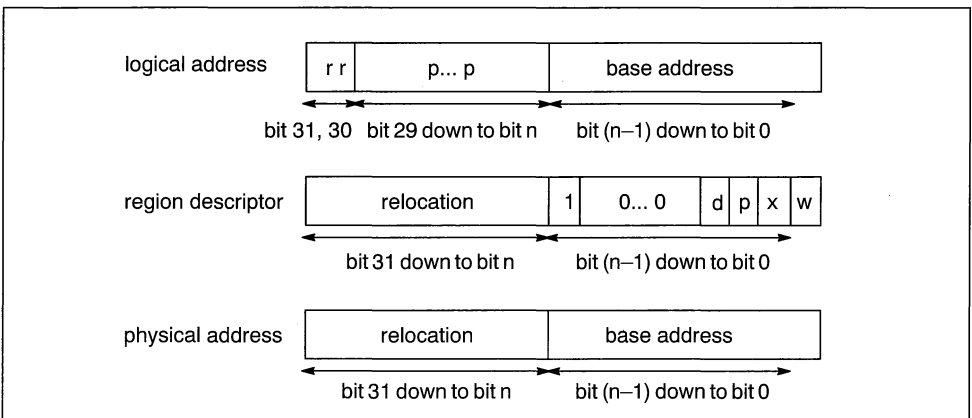 logical address r r p... p base address
bit 31, 30 bit 29 down to bit n bit (n–1) down to bit 0
region descriptor relocation 1 0... 0 d p x w
bit 31 down to bit n bit (n–1) down to bit 0
physical address relocation base address
bit 31 down to bit n bit (n–1) down to bit 0